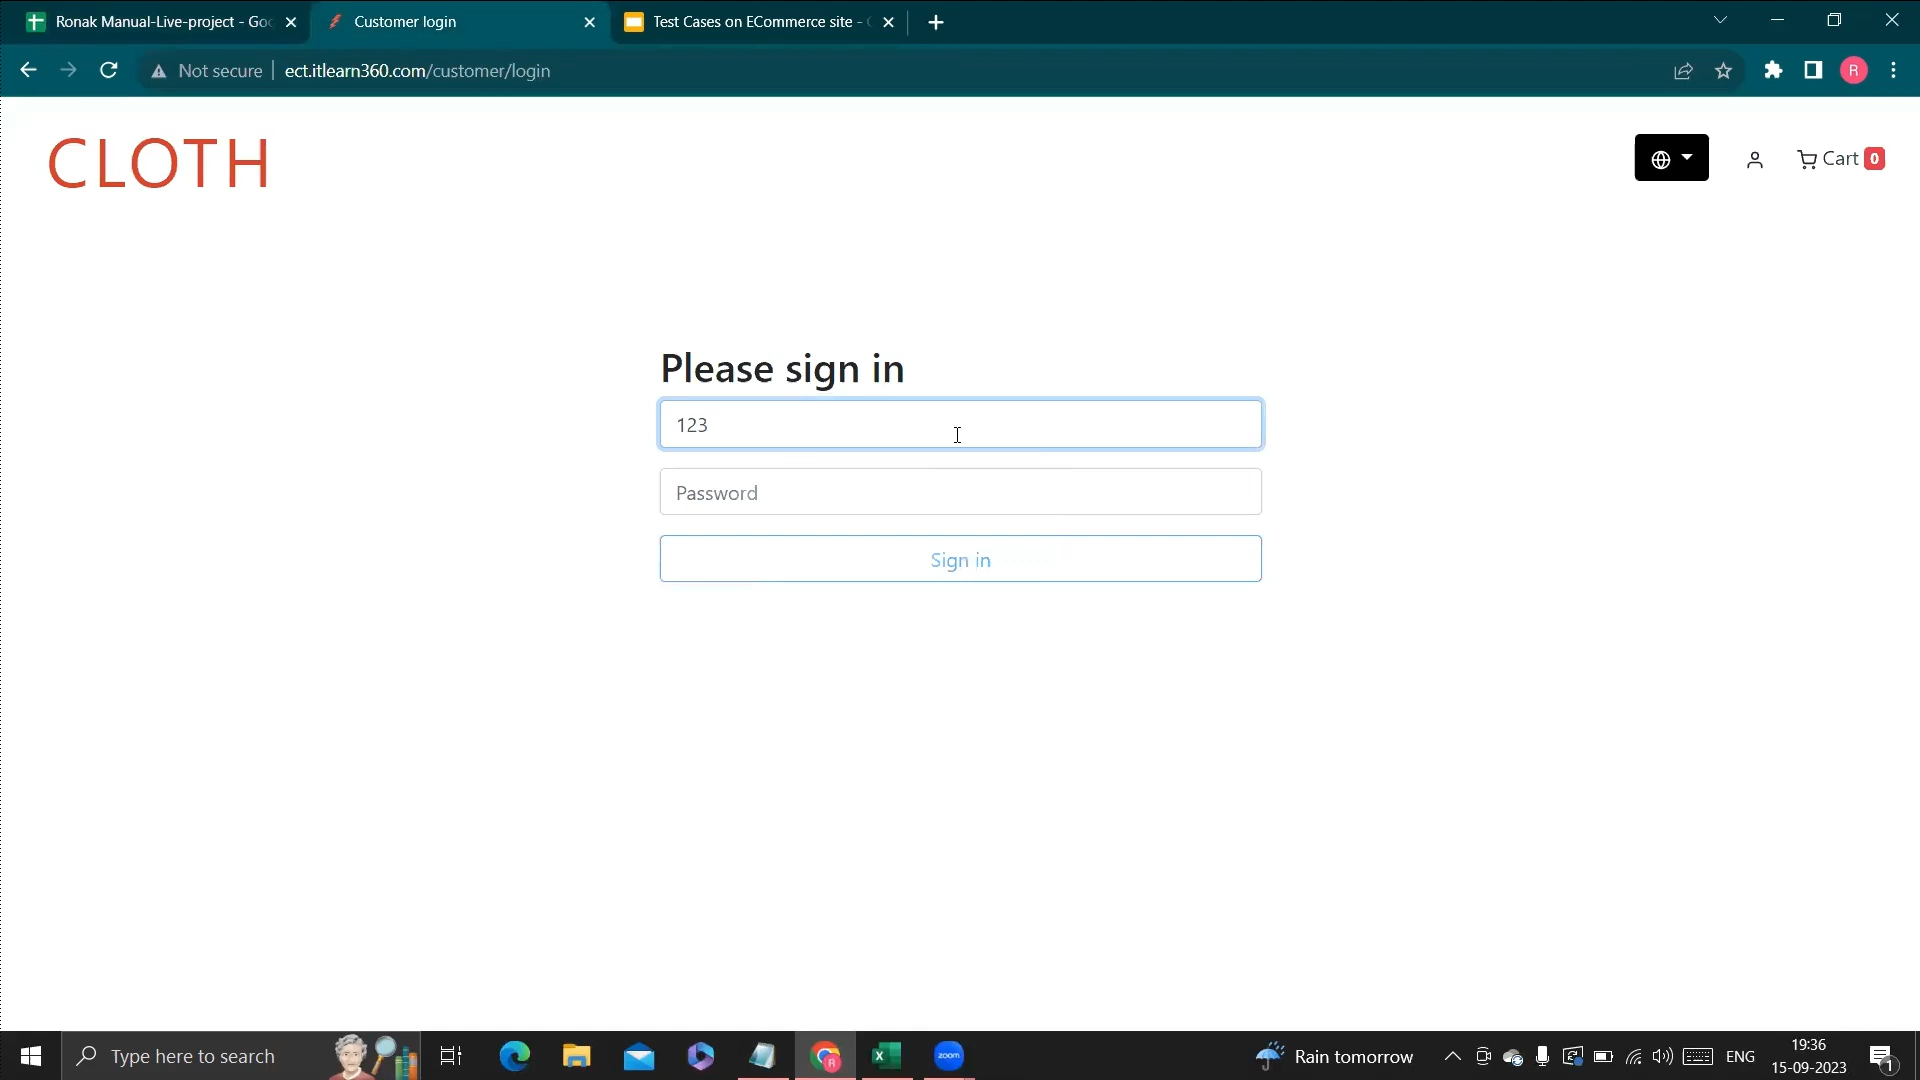 Ronak Manual-Live-project - Goo
Customer login
Test Cases on ECommerce site -
Not secure
ect.itlearn360.com/customer/login
R
CLOTH
Cart 0
Please sign in
123
Password
Sign in
Type here to search
zoom
Rain tomorrow
ENG
19:36
15-09-2023
1